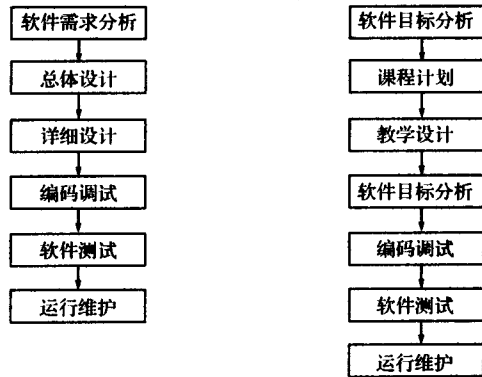 软件需求分析
总体设计
详细设计
编码调试
软件测试
运行维护
软件目标分析
课程计划
教学设计
软件目标分析
编码调试
软件测试
运行维护